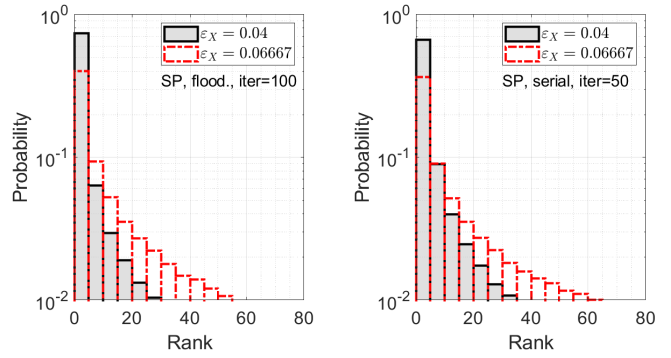 10^0
10^-1
10^-2
Probability
0 20 40 60 80
Rank
ε_X = 0.04
ε_X = 0.06667
SP, flood., iter=100
10^0
10^-1
10^-2
Probability
0 20 40 60 80
Rank
ε_X = 0.04
ε_X = 0.06667
SP, serial, iter=50